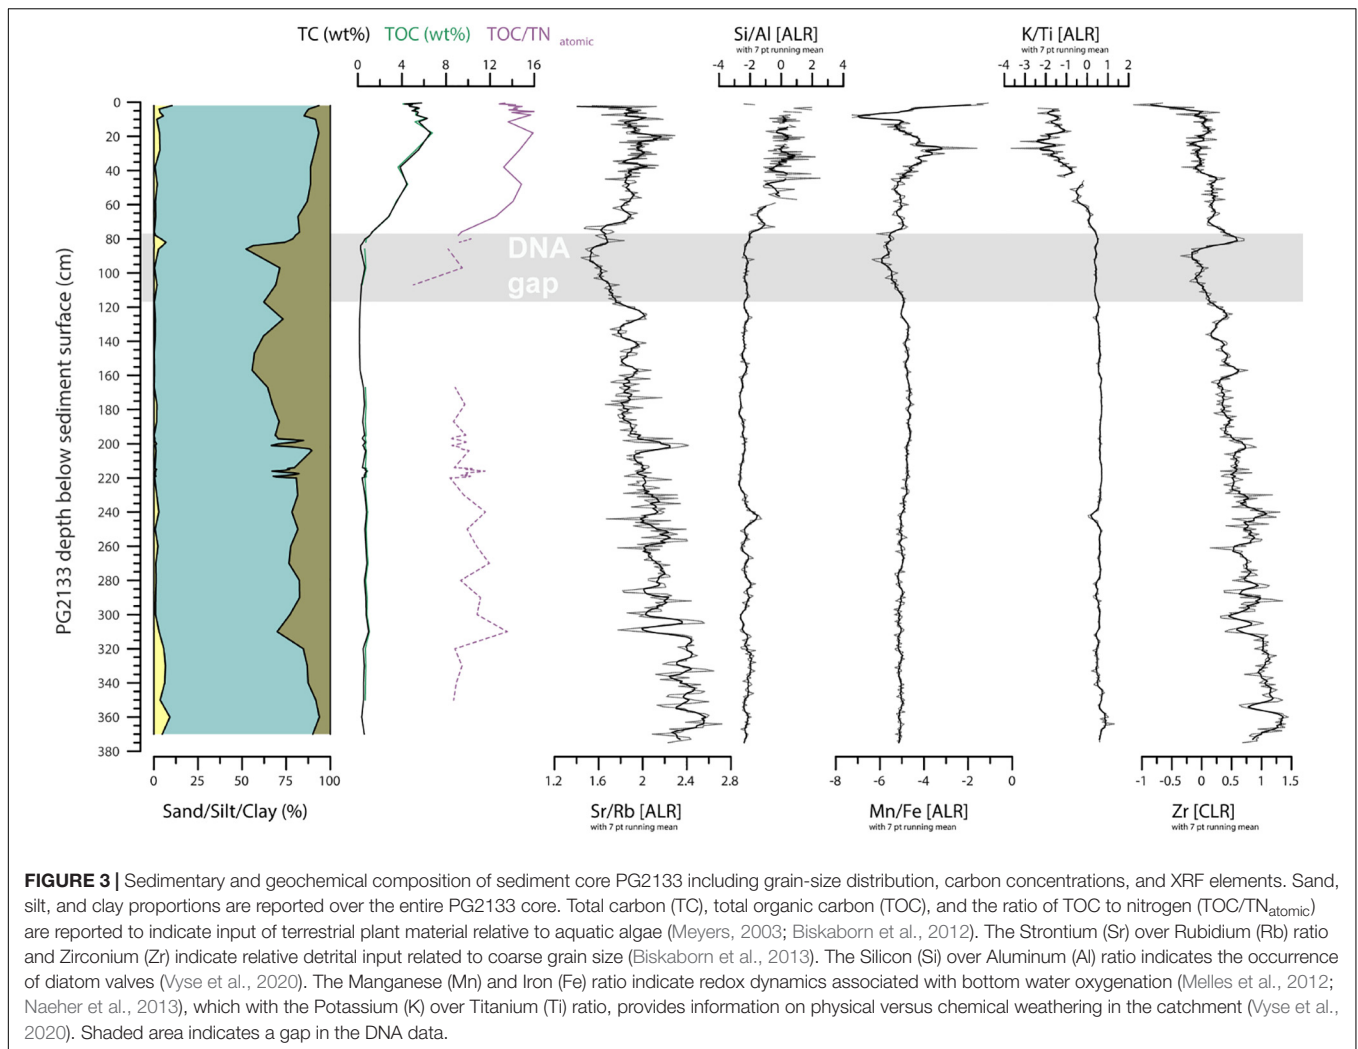 TC (wt%) TOC (wt%) TOC/TN atomic
Si/Al [ALR]
with 7 pt running mean
K/Ti [ALR]
with 7 pt running mean
0 4 8 12 16
-4 -2 0 2 4
-4 -3 -2 -1 0 1 2
PG2133 depth below sediment surface (cm)
0
20
40
60
80
100
120
140
160
180
200
220
240
260
280
300
320
340
360
380
DNA
gap
0 25 50 75 100
Sand/Silt/Clay (%)
1.2 1.6 2 2.4 2.8
Sr/Rb [ALR]
with 7 pt running mean
-8 -6 -4 -2 0
Mn/Fe [ALR]
with 7 pt running mean
-1 -0.5 0 0.5 1 1.5
Zr [CLR]
with 7 pt running mean
FIGURE 3 | Sedimentary and geochemical composition of sediment core PG2133 including grain-size distribution, carbon concentrations, and XRF elements. Sand,
silt, and clay proportions are reported over the entire PG2133 core. Total carbon (TC), total organic carbon (TOC), and the ratio of TOC to nitrogen (TOC/TNatomic)
are reported to indicate input of terrestrial plant material relative to aquatic algae (Meyers, 2003; Biskaborn et al., 2012). The Strontium (Sr) over Rubidium (Rb) ratio
and Zirconium (Zr) indicate relative detrital input related to coarse grain size (Biskaborn et al., 2013). The Silicon (Si) over Aluminum (Al) ratio indicates the occurrence
of diatom valves (Vyse et al., 2020). The Manganese (Mn) and Iron (Fe) ratio indicate redox dynamics associated with bottom water oxygenation (Melles et al., 2012;
Naeher et al., 2013), which with the Potassium (K) over Titanium (Ti) ratio, provides information on physical versus chemical weathering in the catchment (Vyse et al.,
2020). Shaded area indicates a gap in the DNA data.